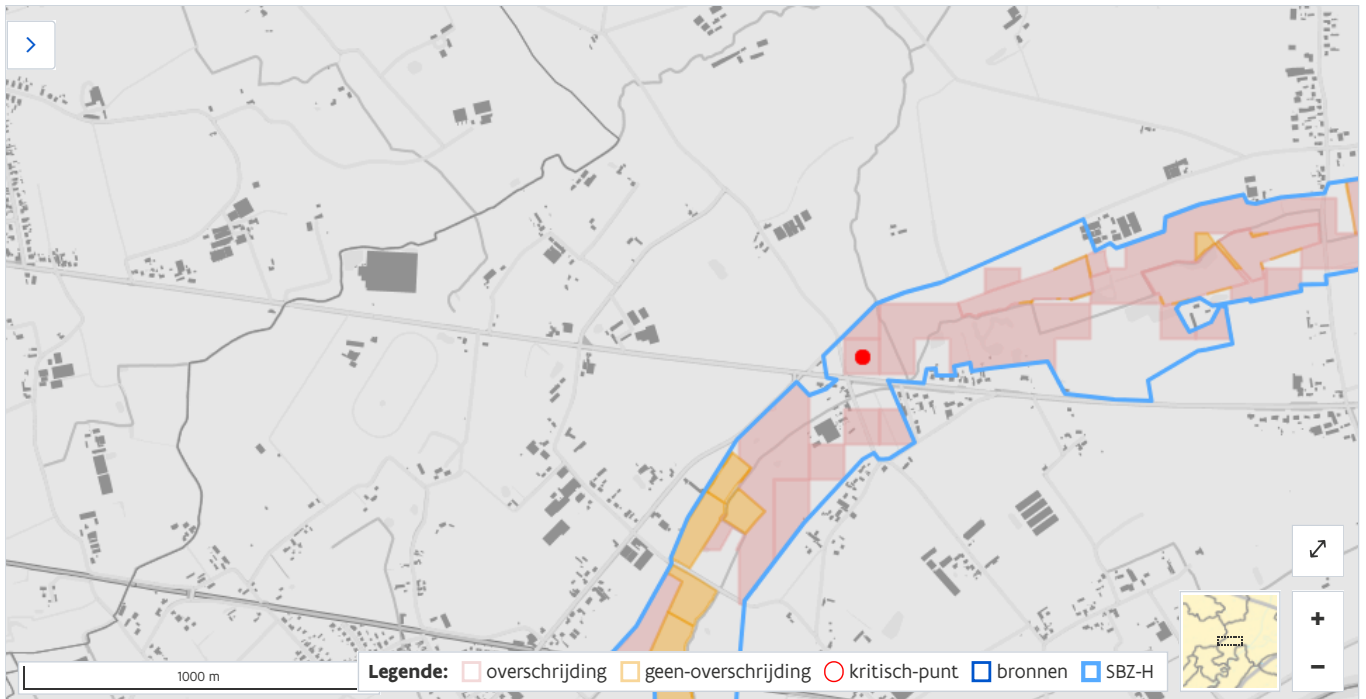 1000 m
Legende: overschrijding geen-overschrijding kritisch-punt bronnen SBZ-H
+
−